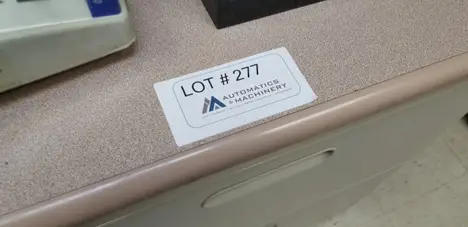 LOT # 277
AUTOMATICS
& MACHINERY